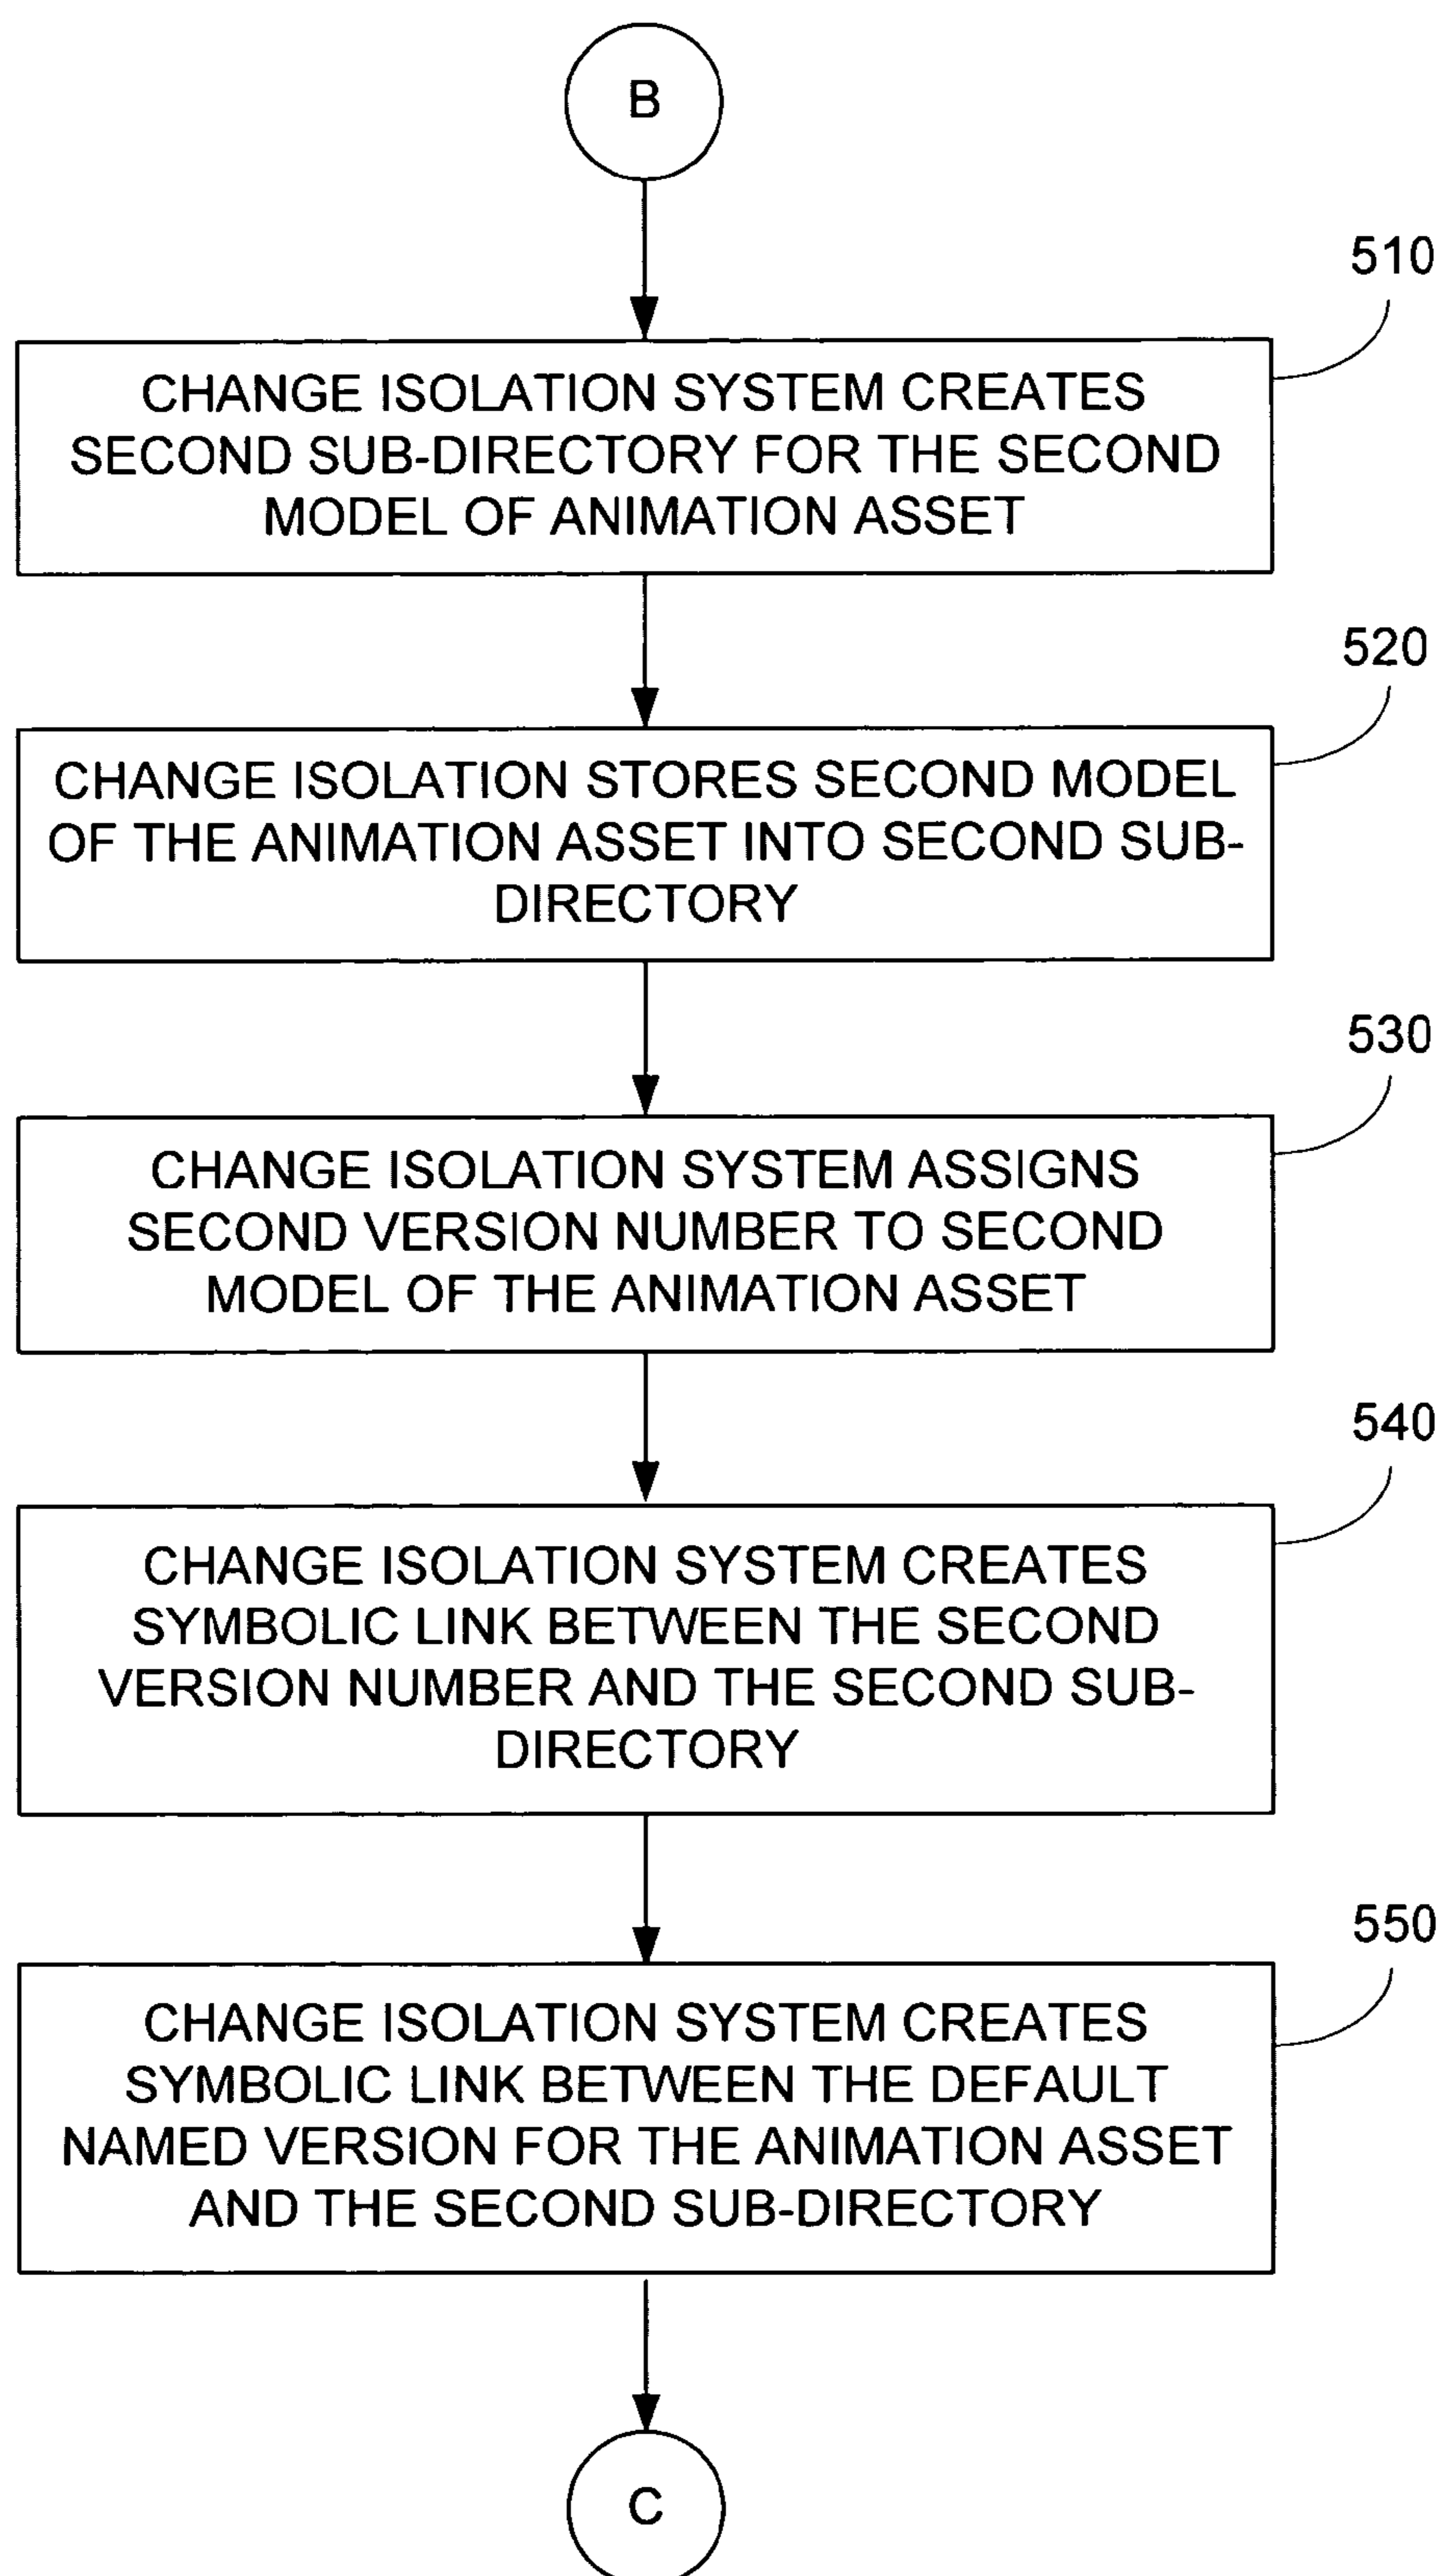 B
510
CHANGE ISOLATION SYSTEM CREATES
SECOND SUB-DIRECTORY FOR THE SECOND
MODEL OF ANIMATION ASSET
520
CHANGE ISOLATION STORES SECOND MODEL
OF THE ANIMATION ASSET INTO SECOND SUB-
DIRECTORY
530
CHANGE ISOLATION SYSTEM ASSIGNS
SECOND VERSION NUMBER TO SECOND
MODEL OF THE ANIMATION ASSET
540
CHANGE ISOLATION SYSTEM CREATES
SYMBOLIC LINK BETWEEN THE SECOND
VERSION NUMBER AND THE SECOND SUB-
DIRECTORY
550
CHANGE ISOLATION SYSTEM CREATES
SYMBOLIC LINK BETWEEN THE DEFAULT
NAMED VERSION FOR THE ANIMATION ASSET
AND THE SECOND SUB-DIRECTORY
C